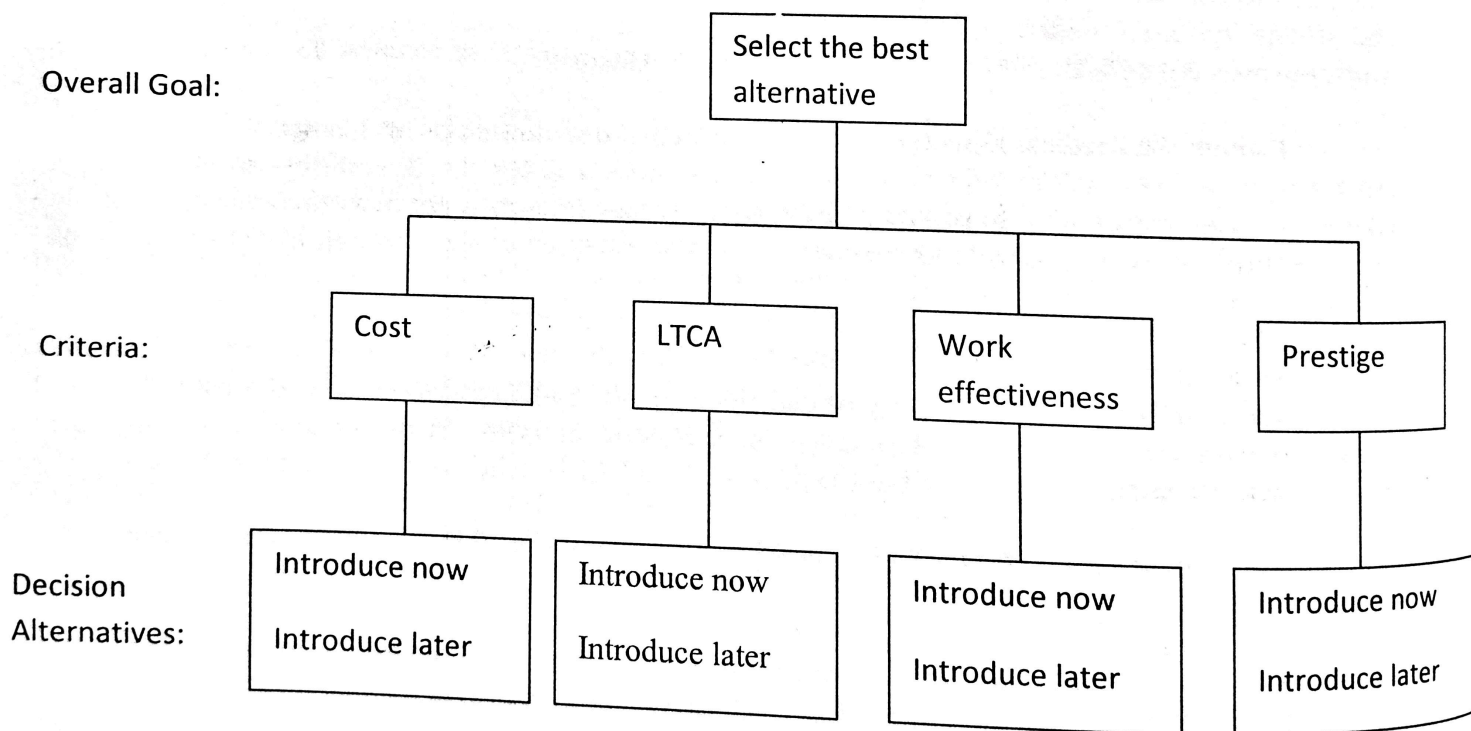 Overall Goal:
Select the best
alternative
Criteria:
Cost
LTCA
Work
effectiveness
Prestige
Decision
Alternatives:
Introduce now
Introduce later
Introduce now
Introduce later
Introduce now
Introduce later
Introduce now
Introduce later